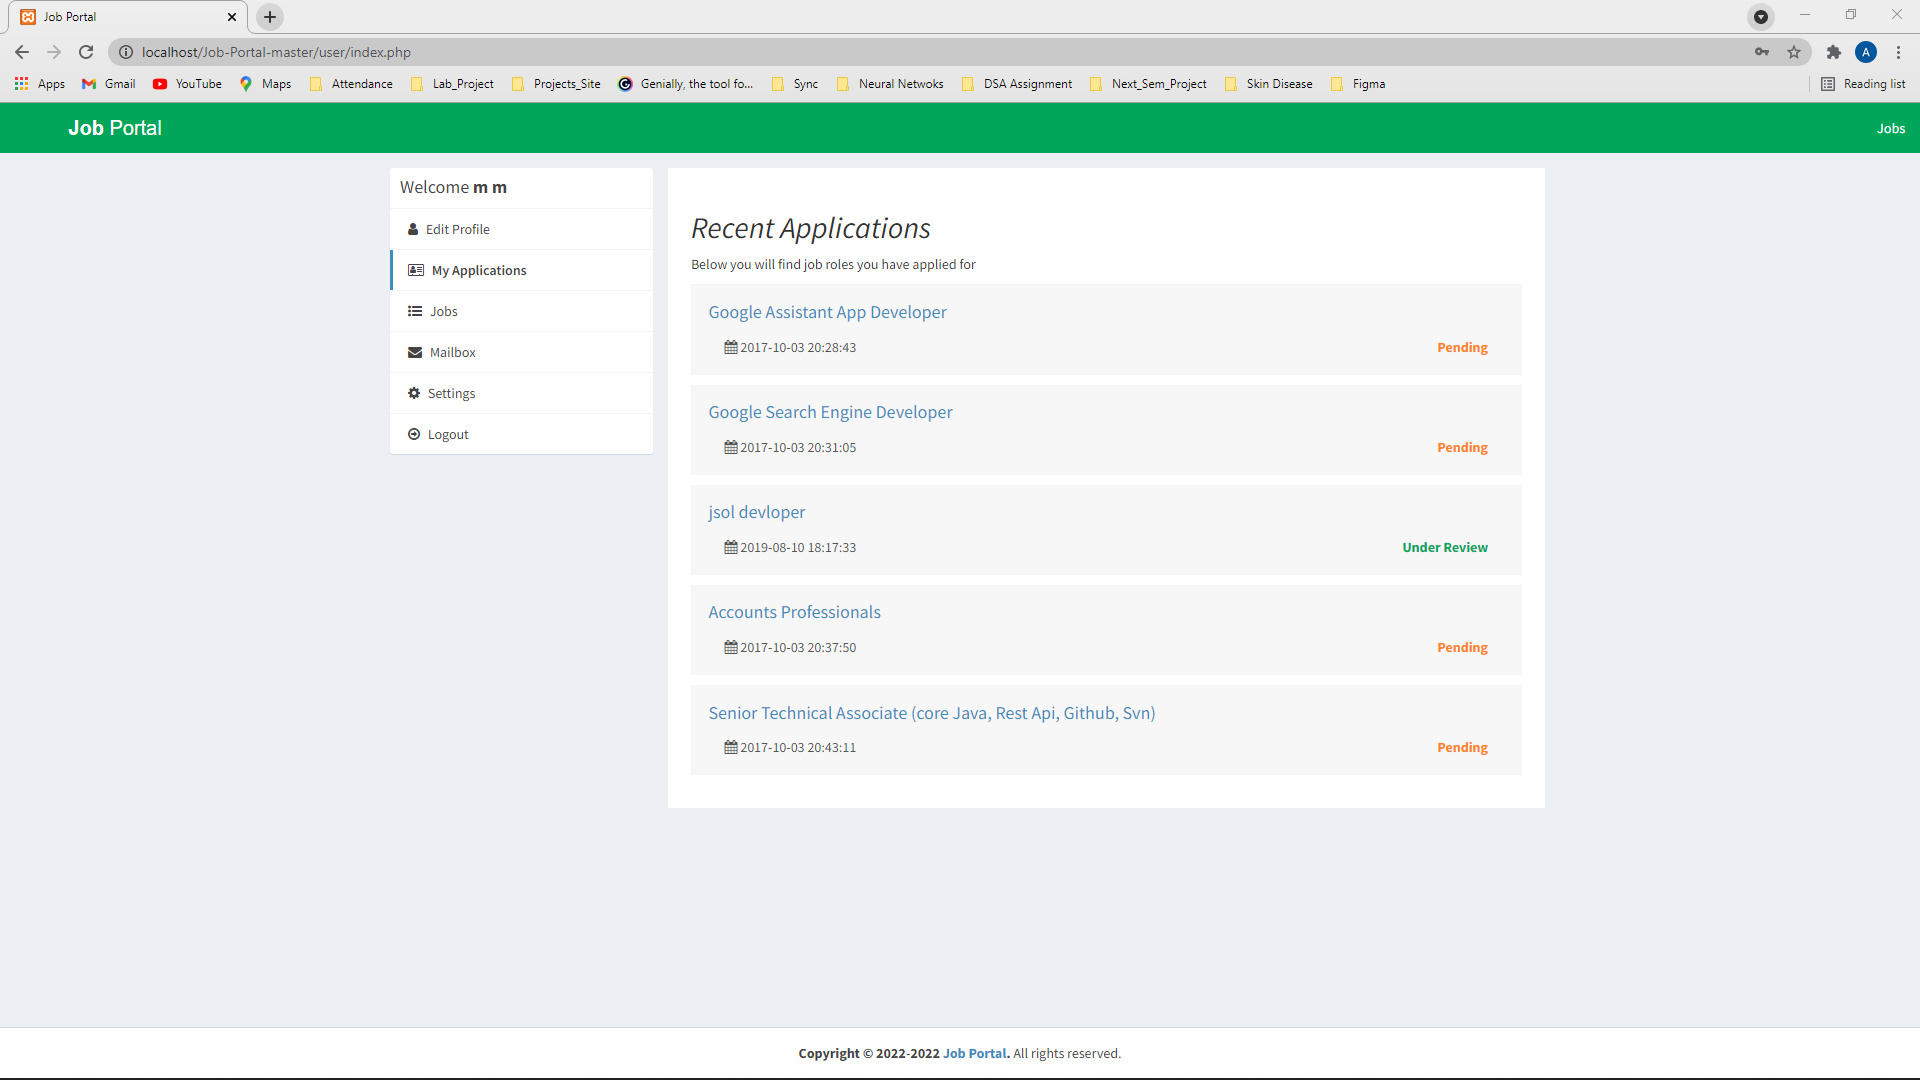 Job Portal
localhost/Job-Portal-master/user/index.php
A
Apps Gmail YouTube Maps Attendance Lab_Project Projects_Site Genially, the tool fo... Sync Neural Netwoks DSA Assignment Next_Sem_Project Skin Disease Figma Reading list
Job Portal Jobs
Welcome m m
Edit Profile
My Applications
Jobs
Mailbox
Settings
Logout
Recent Applications
Below you will find job roles you have applied for
Google Assistant App Developer
2017-10-03 20:28:43 Pending
Google Search Engine Developer
2017-10-03 20:31:05 Pending
jsol devloper
2019-08-10 18:17:33 Under Review
Accounts Professionals
2017-10-03 20:37:50 Pending
Senior Technical Associate (core Java, Rest Api, Github, Svn)
2017-10-03 20:43:11 Pending
Copyright © 2022-2022 Job Portal. All rights reserved.